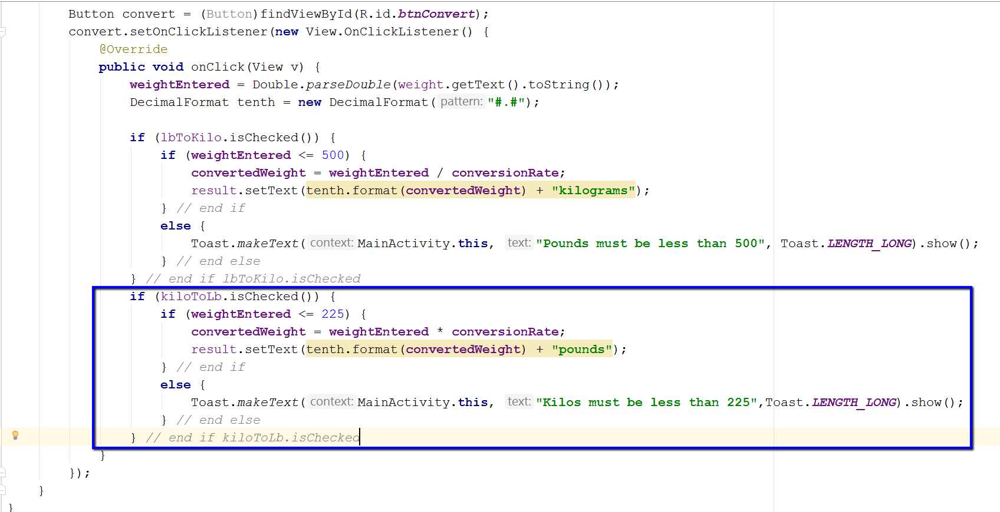 Button convert = (Button)findViewById(R.id.btnConvert);
convert.setOnClickListener(new View.OnClickListener() {
@Override
public void onClick(View v) {
weightEntered = Double.parseDouble(weight.getText().toString());
DecimalFormat tenth = new DecimalFormat( pattern: "#.#");
if (lbToKilo.isChecked()) {
if (weightEntered <= 500) {
convertedWeight = weightEntered / conversionRate;
result.setText(tenth.format(convertedWeight) + "kilograms");
} // end if
else {
Toast.makeText( context: MainActivity.this, text: "Pounds must be less than 500", Toast.LENGTH_LONG).show();
} // end else
} // end if lbToKilo.isChecked
if (kiloToLb.isChecked()) {
if (weightEntered <= 225) {
convertedWeight = weightEntered * conversionRate;
result.setText(tenth.format(convertedWeight) + "pounds");
} // end if
else {
Toast.makeText( context: MainActivity.this, text: "Kilos must be less than 225",Toast.LENGTH_LONG).show();
} // end else
} // end if kiloToLb.isChecked
}
});
}
}